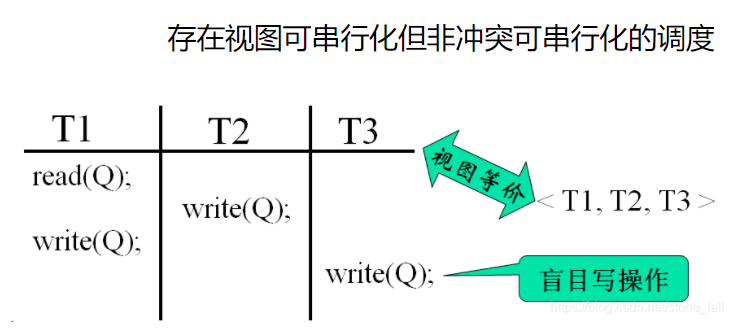 存在视图可串行化但非冲突可串行化的调度
T1 T2 T3
read(Q);
write(Q);
write(Q);
write(Q);
视图等价
< T1, T2, T3 >
盲目写操作
https://blog.csdn.net/stone_fall